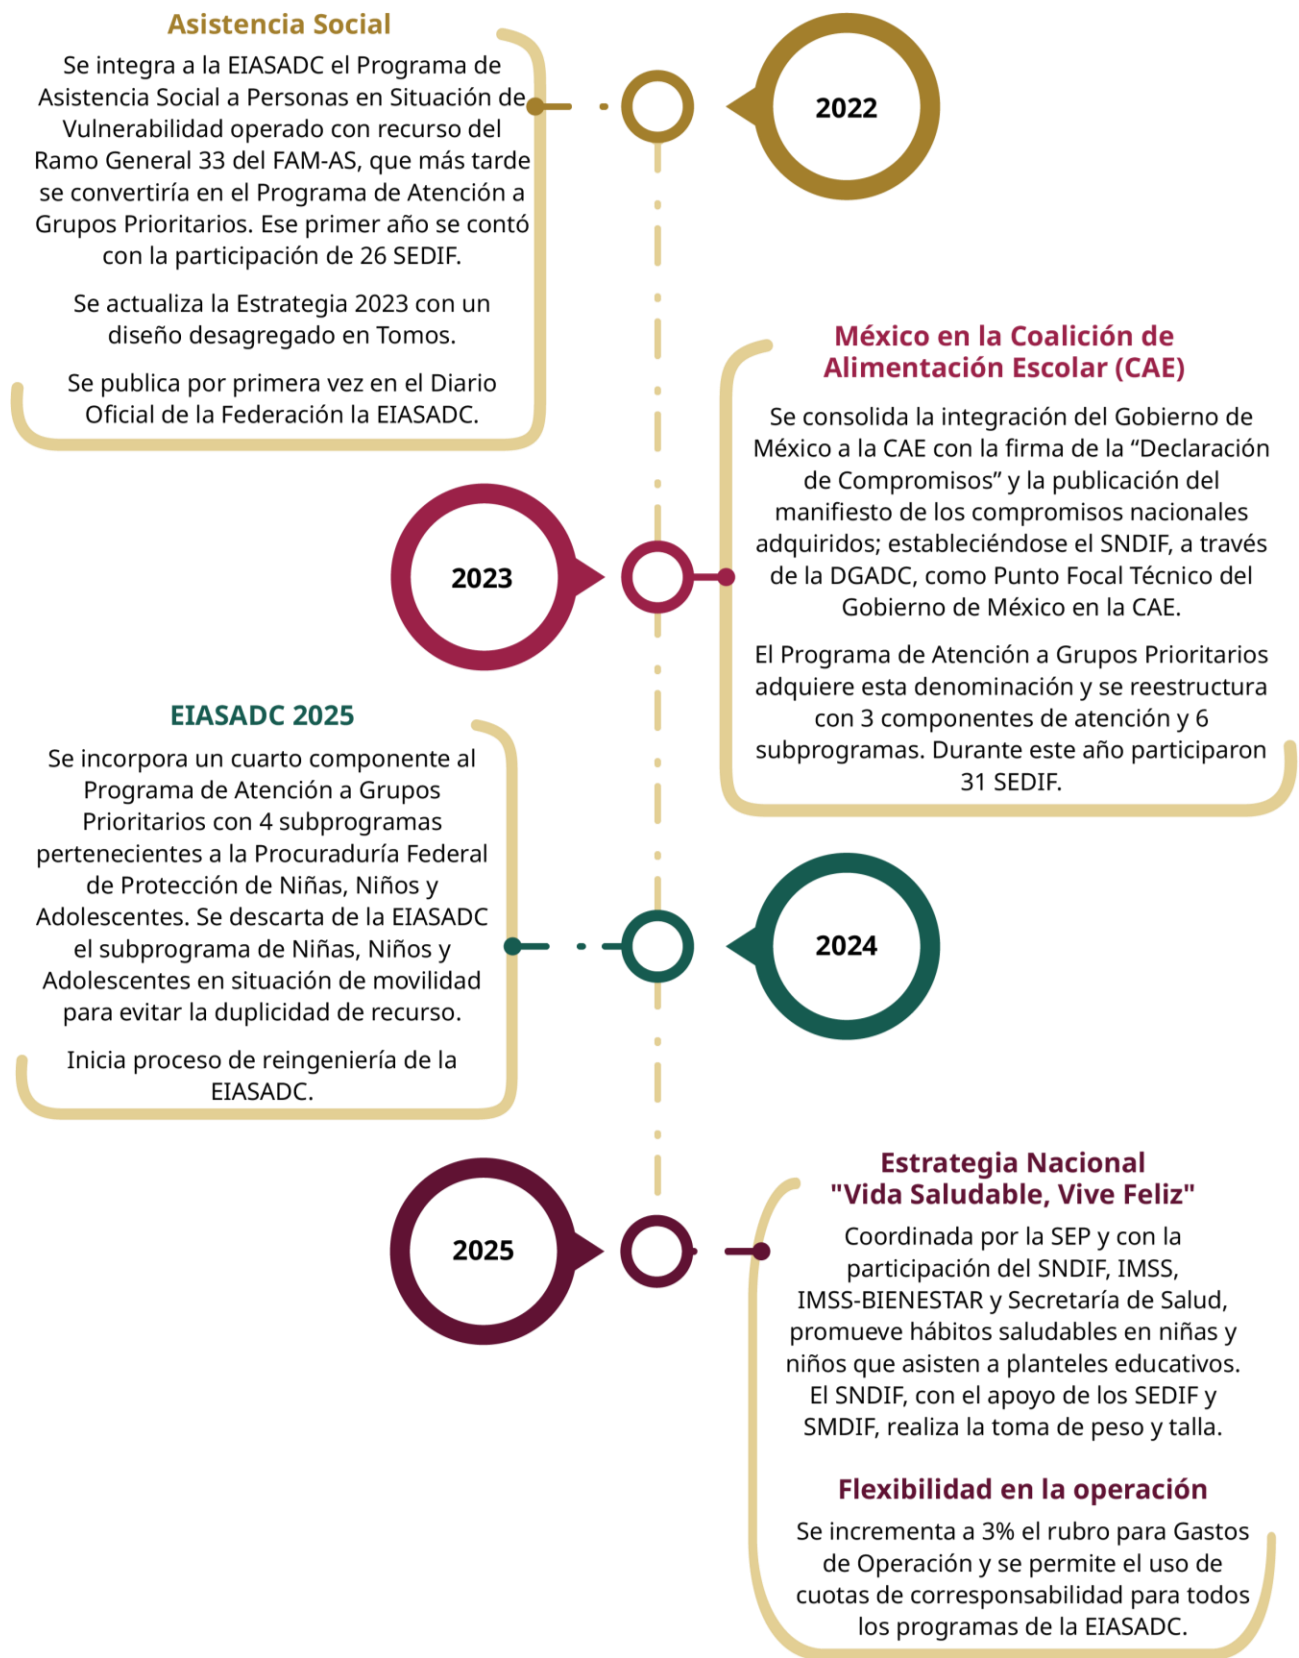 Asistencia Social
Se integra a la EIASADC el Programa de
Asistencia Social a Personas en Situación de
Vulnerabilidad operado con recurso del
Ramo General 33 del FAM-AS, que más tarde
se convertiría en el Programa de Atención a
Grupos Prioritarios. Ese primer año se contó
con la participación de 26 SEDIF.
Se actualiza la Estrategia 2023 con un
diseño desagregado en Tomos.
Se publica por primera vez en el Diario
Oficial de la Federación la EIASADC.
2022
México en la Coalición de
Alimentación Escolar (CAE)
Se consolida la integración del Gobierno de
México a la CAE con la firma de la “Declaración
de Compromisos” y la publicación del
manifiesto de los compromisos nacionales
adquiridos; estableciéndose el SNDIF, a través
de la DGADC, como Punto Focal Técnico del
Gobierno de México en la CAE.
El Programa de Atención a Grupos Prioritarios
adquiere esta denominación y se reestructura
con 3 componentes de atención y 6
subprogramas. Durante este año participaron
31 SEDIF.
2023
EIASADC 2025
Se incorpora un cuarto componente al
Programa de Atención a Grupos
Prioritarios con 4 subprogramas
pertenecientes a la Procuraduría Federal
de Protección de Niñas, Niños y
Adolescentes. Se descarta de la EIASADC
el subprograma de Niñas, Niños y
Adolescentes en situación de movilidad
para evitar la duplicidad de recurso.
Inicia proceso de reingeniería de la
EIASADC.
2024
2025
Estrategia Nacional
"Vida Saludable, Vive Feliz"
Coordinada por la SEP y con la
participación del SNDIF, IMSS,
IMSS-BIENESTAR y Secretaría de Salud,
promueve hábitos saludables en niñas y
niños que asisten a planteles educativos.
El SNDIF, con el apoyo de los SEDIF y
SMDIF, realiza la toma de peso y talla.
Flexibilidad en la operación
Se incrementa a 3% el rubro para Gastos
de Operación y se permite el uso de
cuotas de corresponsabilidad para todos
los programas de la EIASADC.